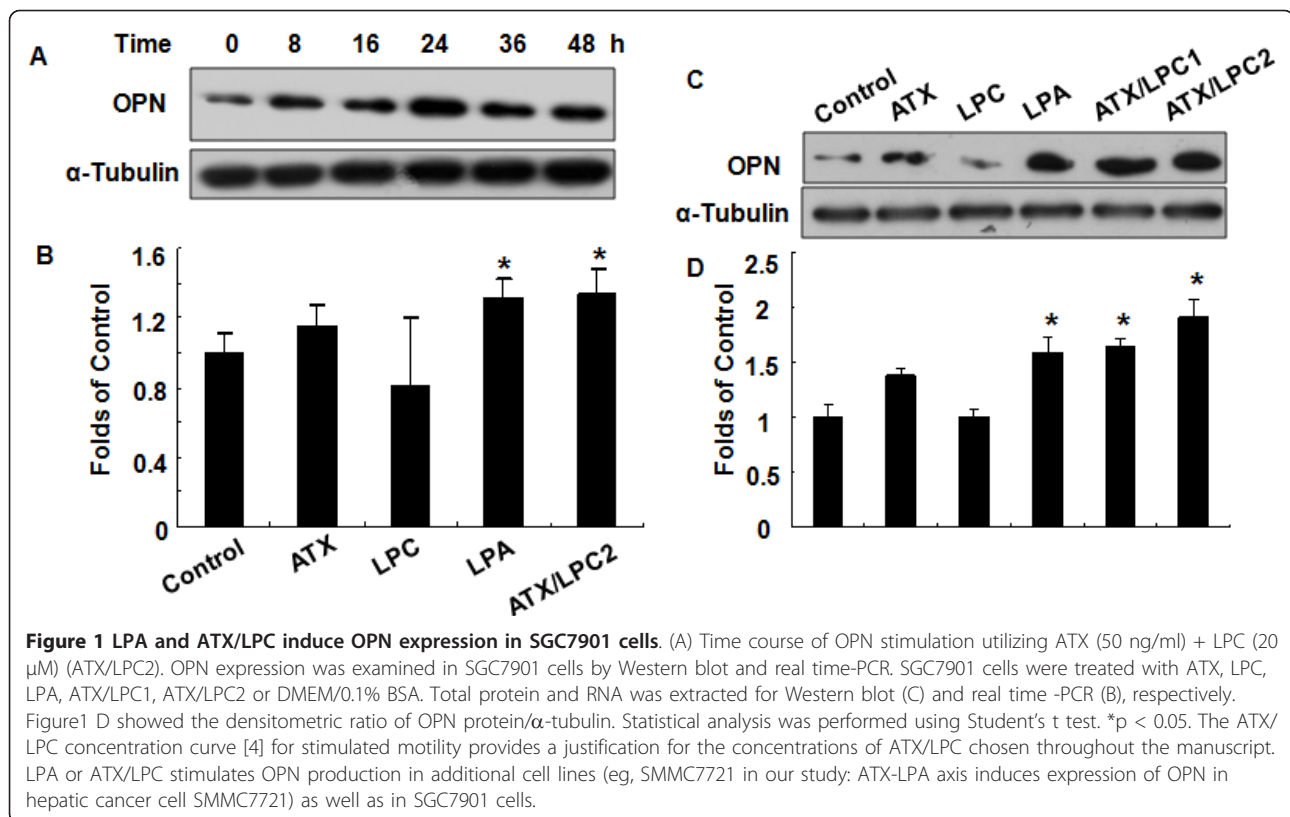 A
Time 0 8 16 24 36 48 h
OPN
α-Tubulin
B
1.6
1.2
0.8
0.4
0
Folds of Control
* *
Control ATX LPC LPA ATX/LPC2
C
Control ATX LPC LPA ATX/LPC1 ATX/LPC2
OPN
α-Tubulin
D
2.5
2
1.5
1
0.5
0
Folds of Control
* * *
Figure 1 LPA and ATX/LPC induce OPN expression in SGC7901 cells. (A) Time course of OPN stimulation utilizing ATX (50 ng/ml) + LPC (20
μM) (ATX/LPC2). OPN expression was examined in SGC7901 cells by Western blot and real time-PCR. SGC7901 cells were treated with ATX, LPC,
LPA, ATX/LPC1, ATX/LPC2 or DMEM/0.1% BSA. Total protein and RNA was extracted for Western blot (C) and real time -PCR (B), respectively.
Figure1 D showed the densitometric ratio of OPN protein/α-tubulin. Statistical analysis was performed using Student's t test. *p < 0.05. The ATX/
LPC concentration curve [4] for stimulated motility provides a justification for the concentrations of ATX/LPC chosen throughout the manuscript.
LPA or ATX/LPC stimulates OPN production in additional cell lines (eg, SMMC7721 in our study: ATX-LPA axis induces expression of OPN in
hepatic cancer cell SMMC7721) as well as in SGC7901 cells.